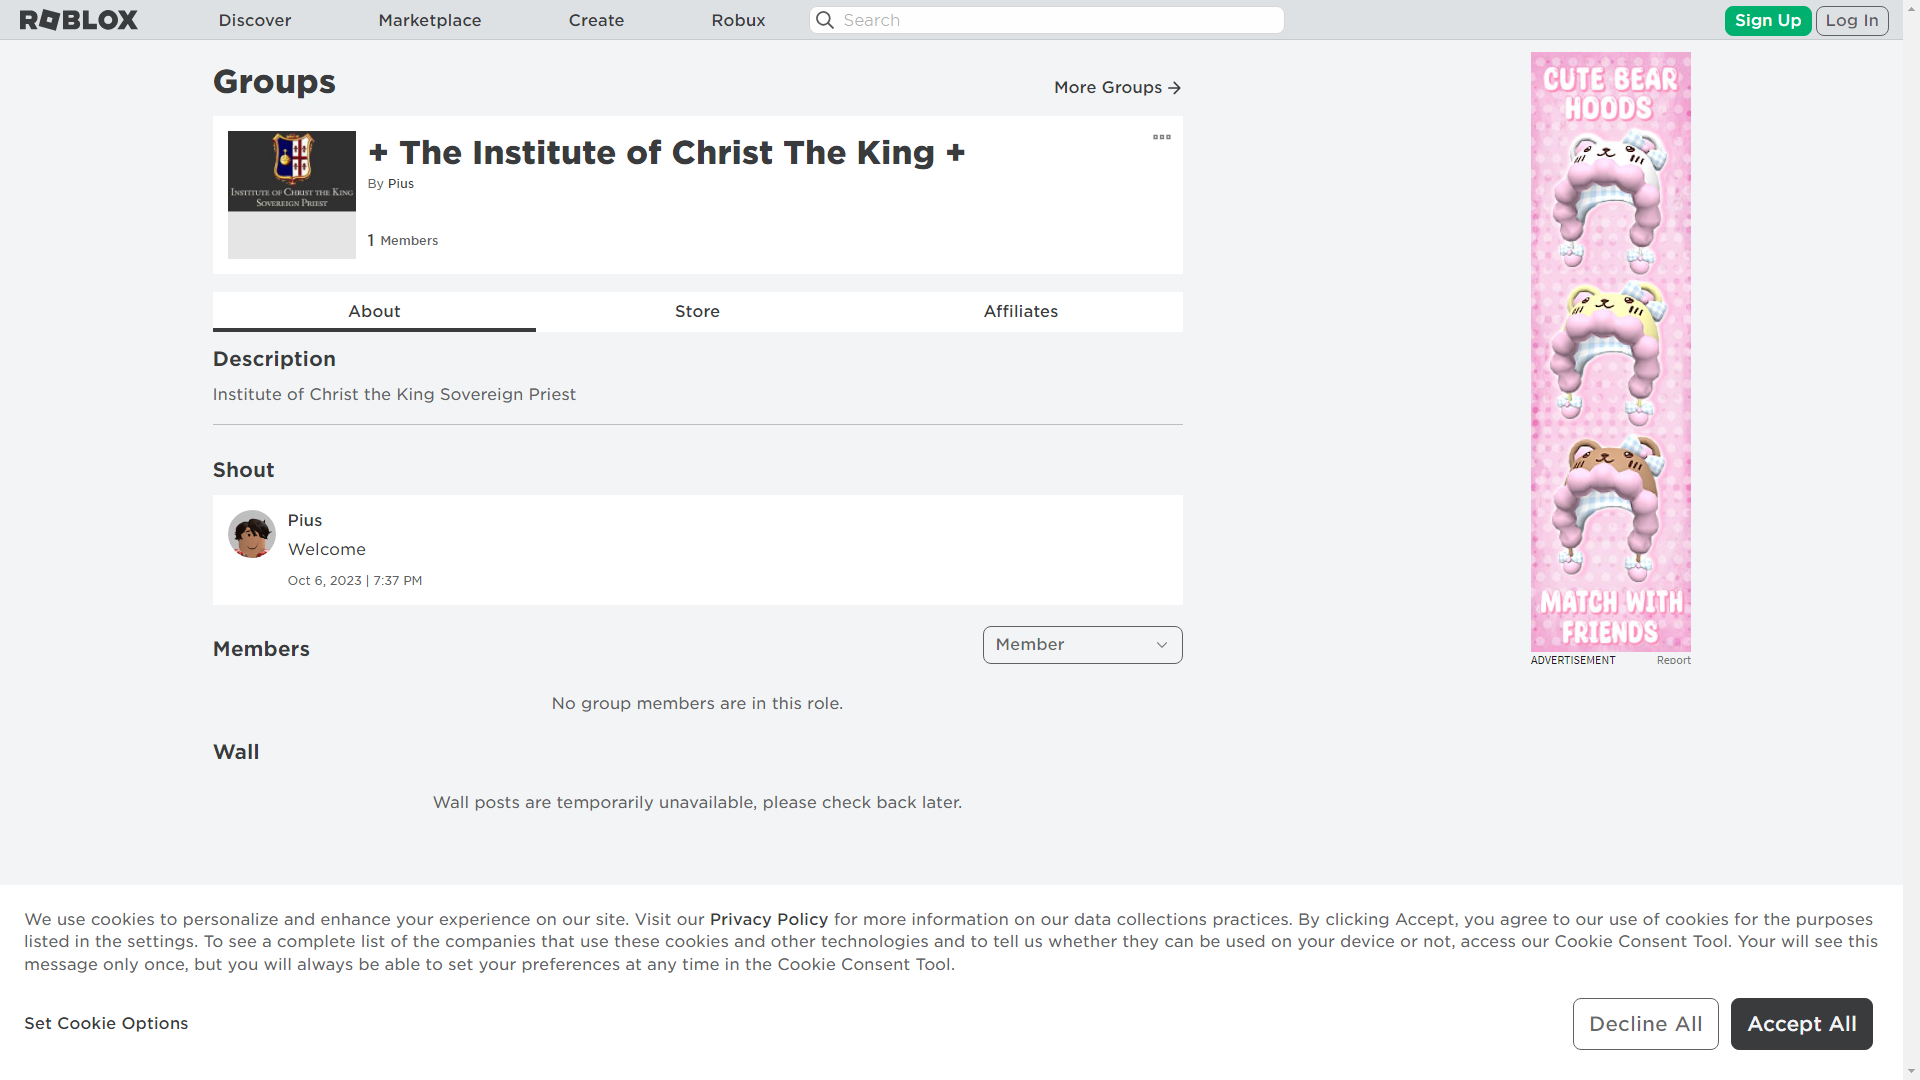 ROBLOX
Discover
Marketplace
Create
Robux
Search
Sign Up
Log In
Groups
More Groups
INSTITUTE OF CHRIST THE KING
SOVEREIGN PRIEST
+ The Institute of Christ The King +
By Pius
1 Members
About
Store
Affiliates
Description
Institute of Christ the King Sovereign Priest
Shout
Pius
Welcome
Oct 6, 2023 | 7:37 PM
Members
Member
No group members are in this role.
Wall
Wall posts are temporarily unavailable, please check back later.
CUTE BEAR
HOODS
MATCH WITH
FRIENDS
ADVERTISEMENT
Report
We use cookies to personalize and enhance your experience on our site. Visit our Privacy Policy for more information on our data collections practices. By clicking Accept, you agree to our use of cookies for the purposes
listed in the settings. To see a complete list of the companies that use these cookies and other technologies and to tell us whether they can be used on your device or not, access our Cookie Consent Tool. Your will see this
message only once, but you will always be able to set your preferences at any time in the Cookie Consent Tool.
Set Cookie Options
Decline All
Accept All